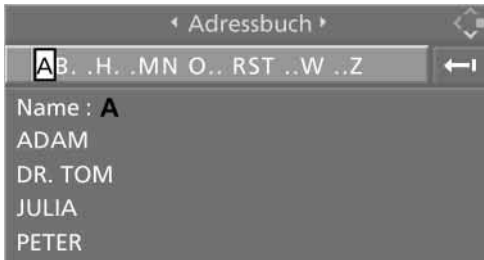 Adressbuch
AB. .H. .MN O.. RST ..W ..Z
Name : A
ADAM
DR. TOM
JULIA
PETER